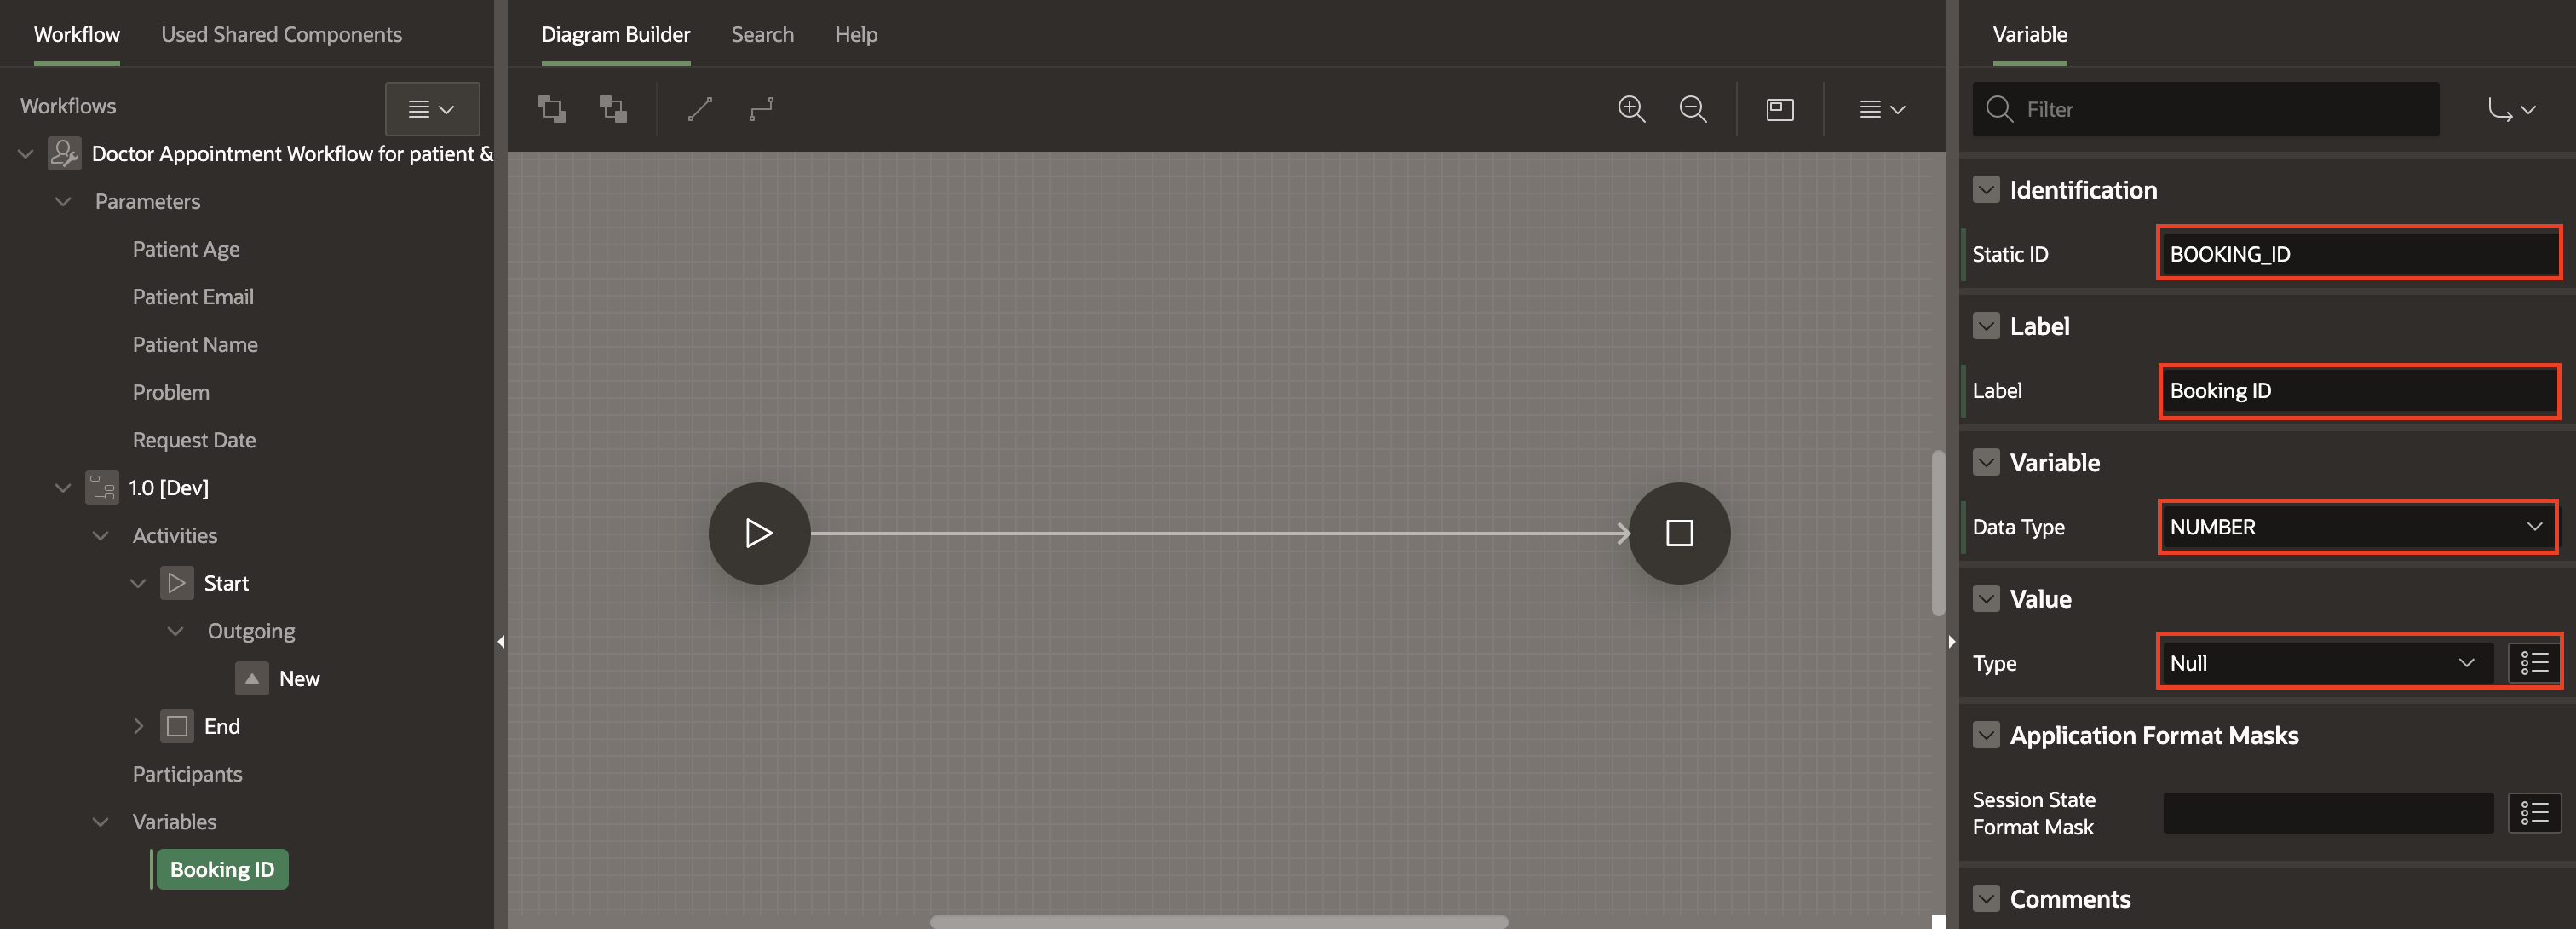 Workflow
Used Shared Components
Workflows
Doctor Appointment Workflow for patient &
Parameters
Patient Age
Patient Email
Patient Name
Problem
Request Date
1.0 [Dev]
Activities
Start
Outgoing
New
End
Participants
Variables
Booking ID
Diagram Builder
Search
Help
Variable
Filter
Identification
Static ID
BOOKING_ID
Label
Label
Booking ID
Variable
Data Type
NUMBER
Value
Type
Null
Application Format Masks
Session State
Format Mask
Comments